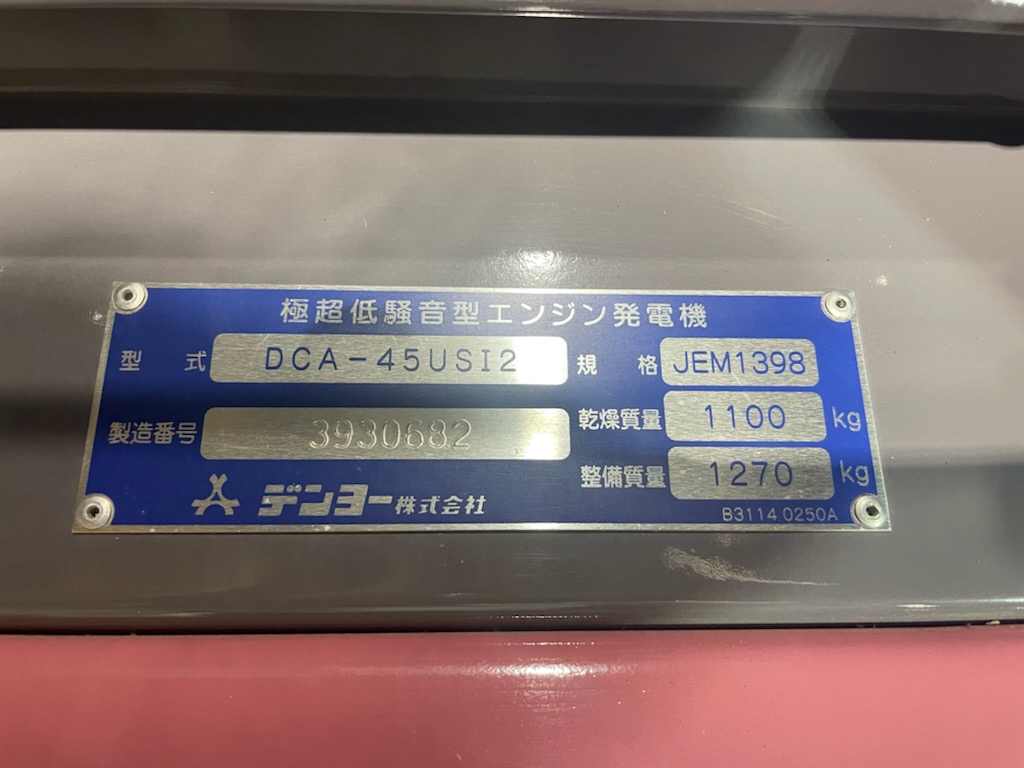 極超低騒音型エンジン発電機
型式 DCA-45USI2 規格 JEM1398
製造番号 3930682 乾燥質量 1100 kg
整備質量 1270 kg
デンヨー株式会社
B31140250A